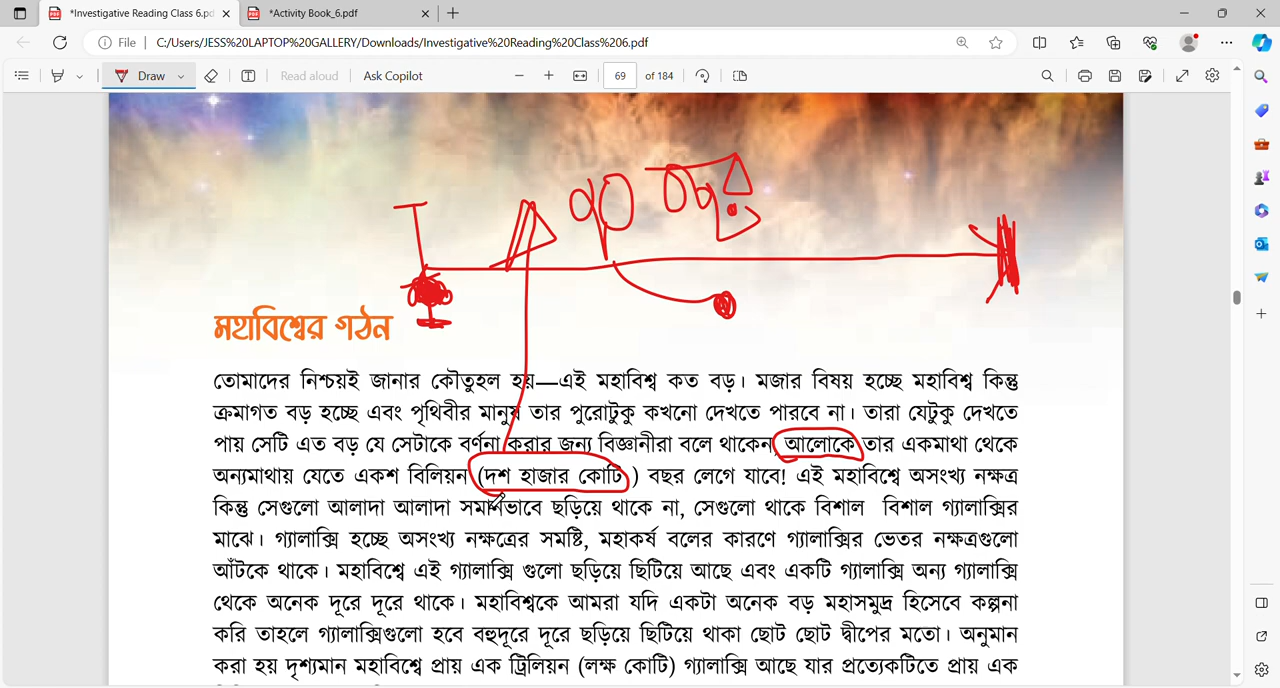 *Investigative Reading Class 6.pd
*Activity Book_6.pdf
File
C:/Users/JESS%20LAPTOP%20GALLERY/Downloads/Investigative%20Reading%20Class%206.pdf
Draw
Read aloud
Ask Copilot
69
of 184
মহাবিশ্বের গঠন
তোমাদের নিশ্চয়ই জানার কৌতুহল হয়—এই মহাবিশ্ব কত বড়। মজার বিষয় হচ্ছে মহাবিশ্ব কিন্তু
ক্রমাগত বড় হচ্ছে এবং পৃথিবীর মানুষ তার পুরোটুকু কখনো দেখতে পারবে না। তারা যেটুকু দেখতে
পায় সেটি এত বড় যে সেটাকে বর্ণনা করার জন্য বিজ্ঞানীরা বলে থাকেন, আলোকে তার একমাথা থেকে
অন্যমাথায় যেতে একশ বিলিয়ন (দশ হাজার কোটি ) বছর লেগে যাবে! এই মহাবিশ্বে অসংখ্য নক্ষত্র
কিন্তু সেগুলো আলাদা আলাদা সমানভাবে ছড়িয়ে থাকে না, সেগুলো থাকে বিশাল বিশাল গ্যালাক্সির
মাঝে। গ্যালাক্সি হচ্ছে অসংখ্য নক্ষত্রের সমষ্টি, মহাকর্ষ বলের কারণে গ্যালাক্সির ভেতর নক্ষত্রগুলো
আঁটকে থাকে। মহাবিশ্বে এই গ্যালাক্সি গুলো ছড়িয়ে ছিটিয়ে আছে এবং একটি গ্যালাক্সি অন্য গ্যালাক্সি
থেকে অনেক দূরে দূরে থাকে। মহাবিশ্বকে আমরা যদি একটা অনেক বড় মহাসমুদ্র হিসেবে কল্পনা
করি তাহলে গ্যালাক্সিগুলো হবে বহুদূরে দূরে ছড়িয়ে ছিটিয়ে থাকা ছোট ছোট দ্বীপের মতো। অনুমান
করা হয় দৃশ্যমান মহাবিশ্বে প্রায় এক ট্রিলিয়ন (লক্ষ কোটি) গ্যালাক্সি আছে যার প্রত্যেকটিতে প্রায় এক